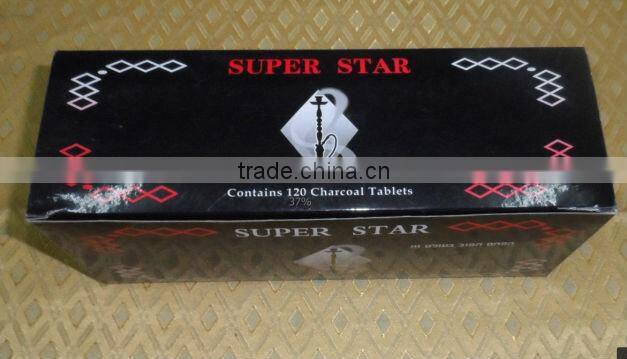 SUPER STAR
trade.china.cn
Contains 120 Charcoal Tablets
37%
SUPER STAR